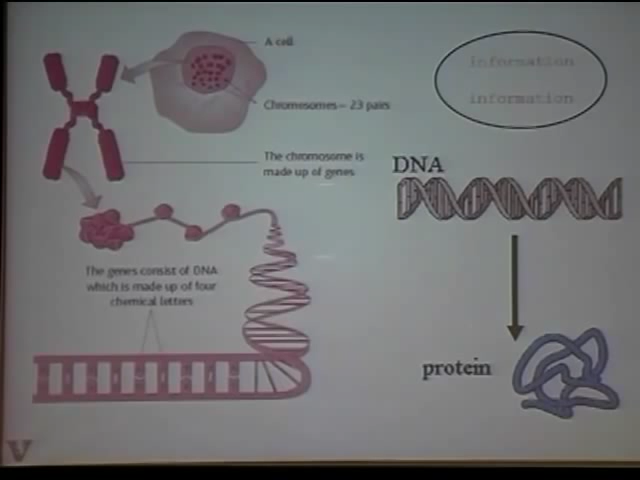 A cell
Chromosomes - 23 pairs
The chromosome is
made up of genes
The genes consist of DNA
which is made up of four
chemical letters
information
information
DNA
protein
V